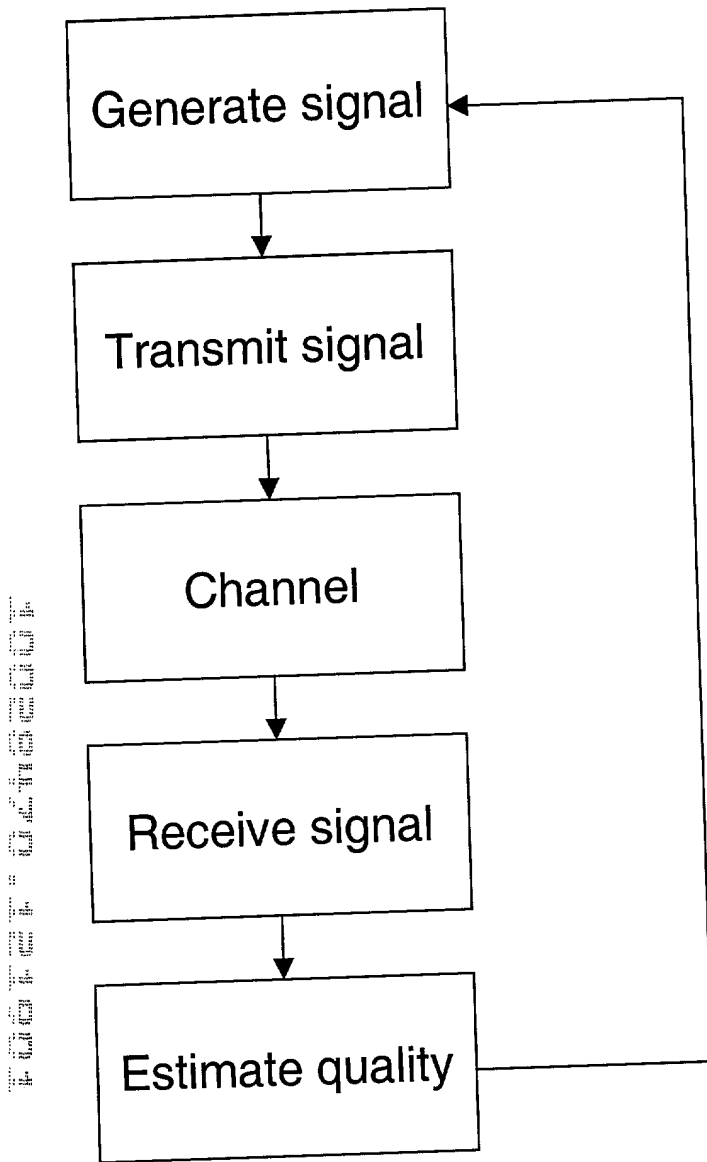 Generate signal
Transmit signal
Channel
Receive signal
Estimate quality